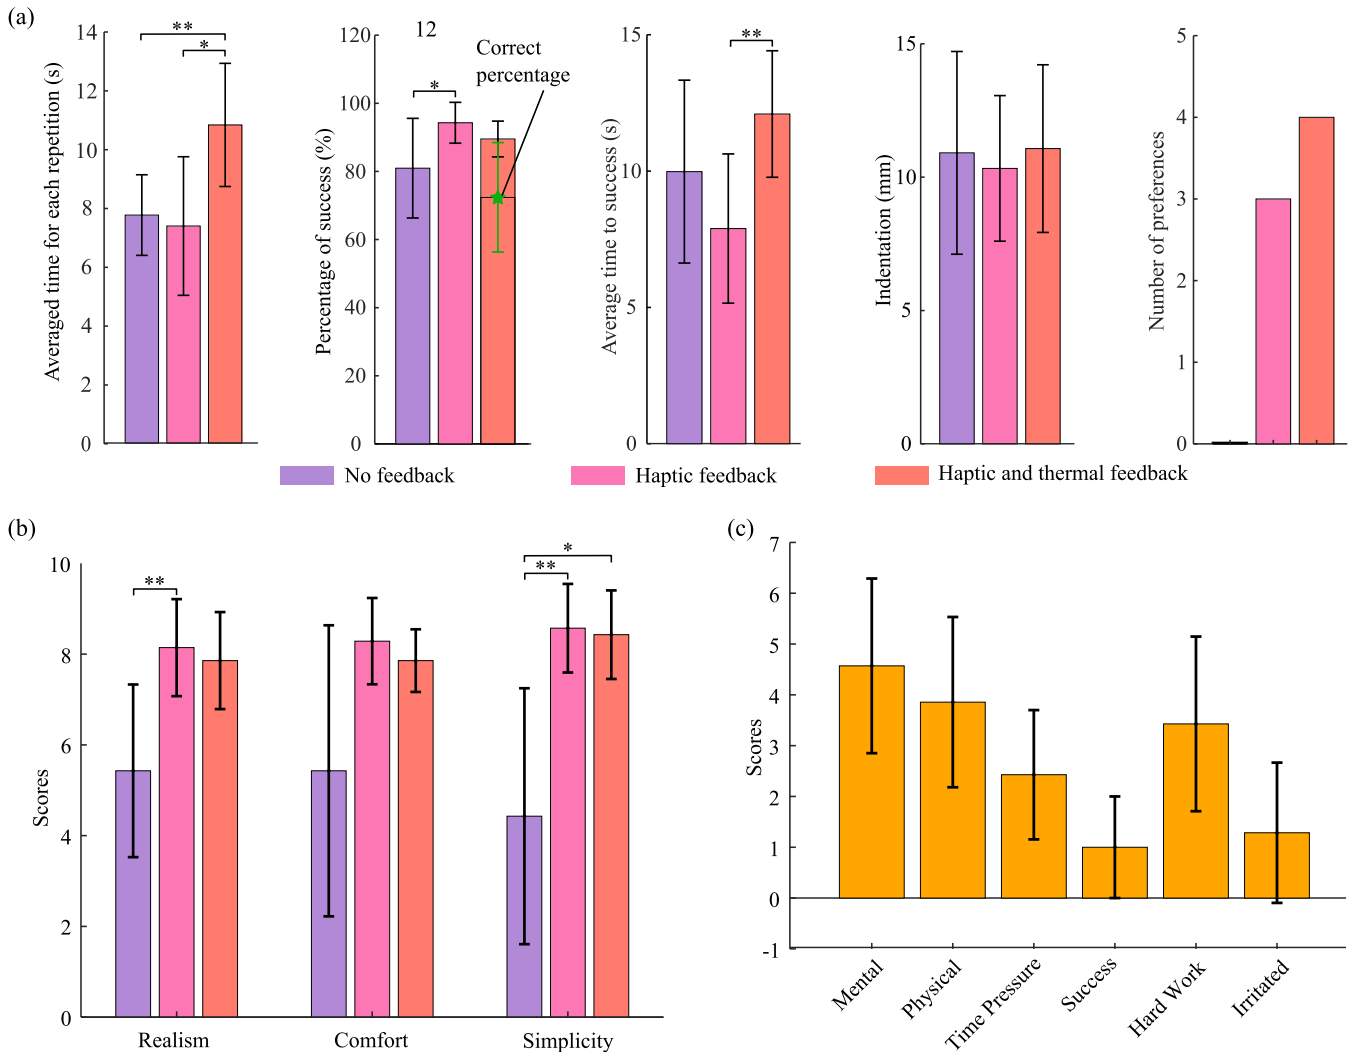 (a)
14
12
10
8
6
4
2
0
Averaged time for each repetition (s)
**
*
120
100
80
60
40
20
0
Percentage of success (%)
12
Correct
percentage
*
15
10
5
0
Average time to success (s)
**
15
10
5
0
Indentation (mm)
5
4
3
2
1
0
Number of preferences
No feedback
Haptic feedback
Haptic and thermal feedback
(b)
10
8
6
4
2
0
Scores
**
*
**
Realism
Comfort
Simplicity
(c)
7
6
5
4
3
2
1
0
-1
Scores
Mental
Physical
Time Pressure
Success
Hard Work
Irritated